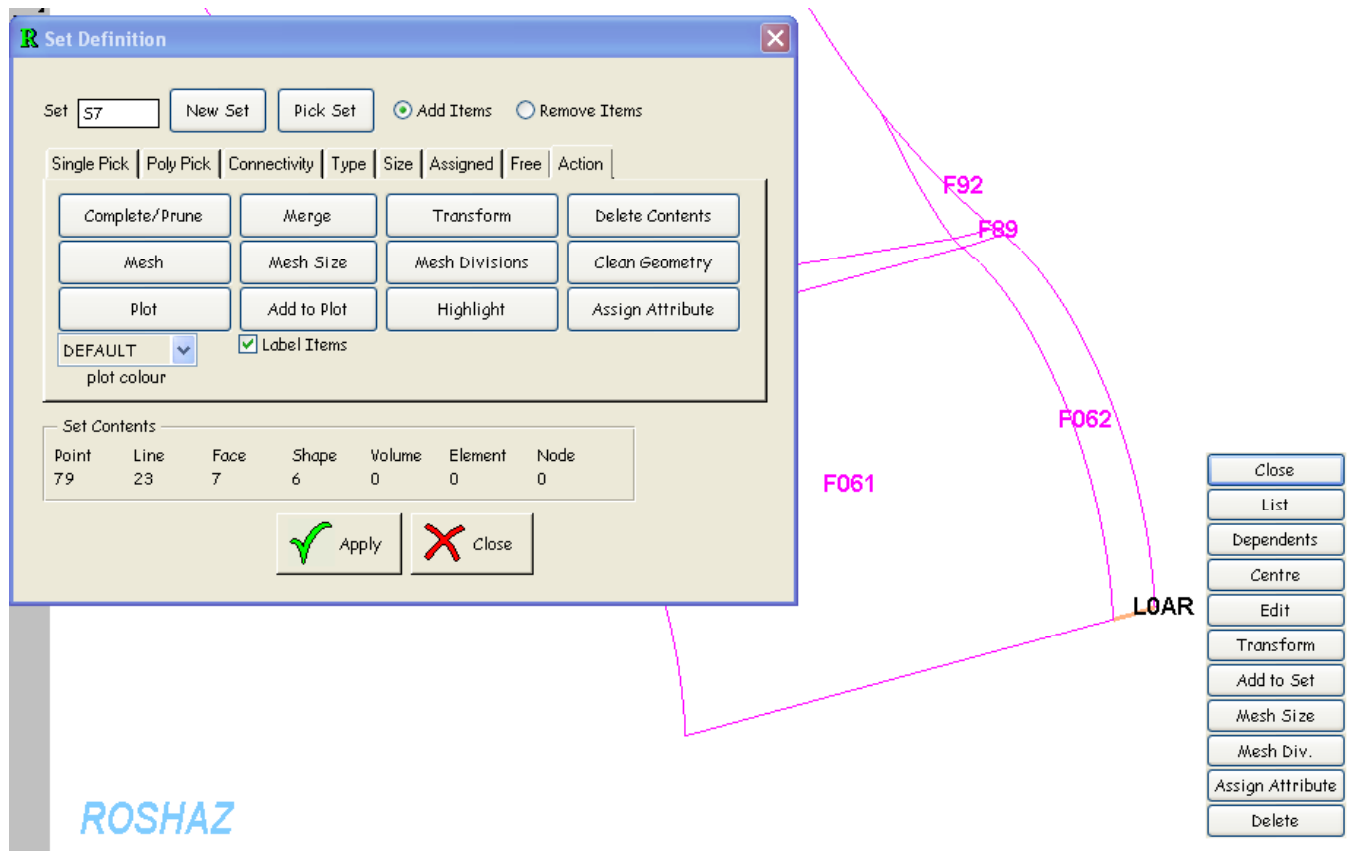 R Set Definition
Set S7 New Set Pick Set Add Items Remove Items
Single Pick Poly Pick Connectivity Type Size Assigned Free Action
Complete/Prune Merge Transform Delete Contents
Mesh Mesh Size Mesh Divisions Clean Geometry
Plot Add to Plot Highlight Assign Attribute
DEFAULT Label Items
plot colour
Set Contents
Point Line Face Shape Volume Element Node
79 23 7 6 0 0 0
Apply Close
F92
F89
F062
F061
L0AR
Close
List
Dependents
Centre
Edit
Transform
Add to Set
Mesh Size
Mesh Div.
Assign Attribute
Delete
ROSHAZ